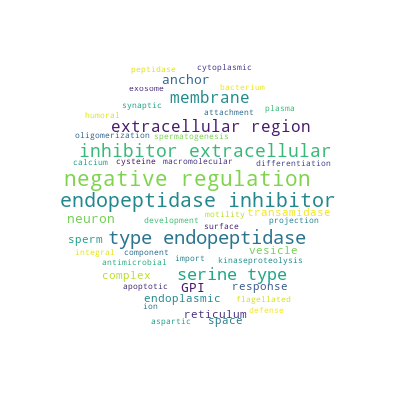 peptidase cytoplasmic
anchor
exosome bacterium
membrane
synaptic plasma
humoral attachment
extracellular region
oligomerization spermatogenesis
inhibitor extracellular
calcium cysteine macromolecular differentiation
negative regulation
endopeptidase inhibitor
motility transamidase
neuron development projection
surface
sperm type endopeptidase
integral component vesicle
antimicrobial import kinaseproteolysis
complex serine type
apoptotic GPI response
endoplasmic flagellated
ion reticulum defense
aspartic space